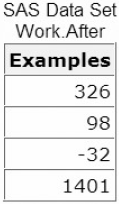 SAS Data Set
Work.After
Examples
326
98
-32
1401